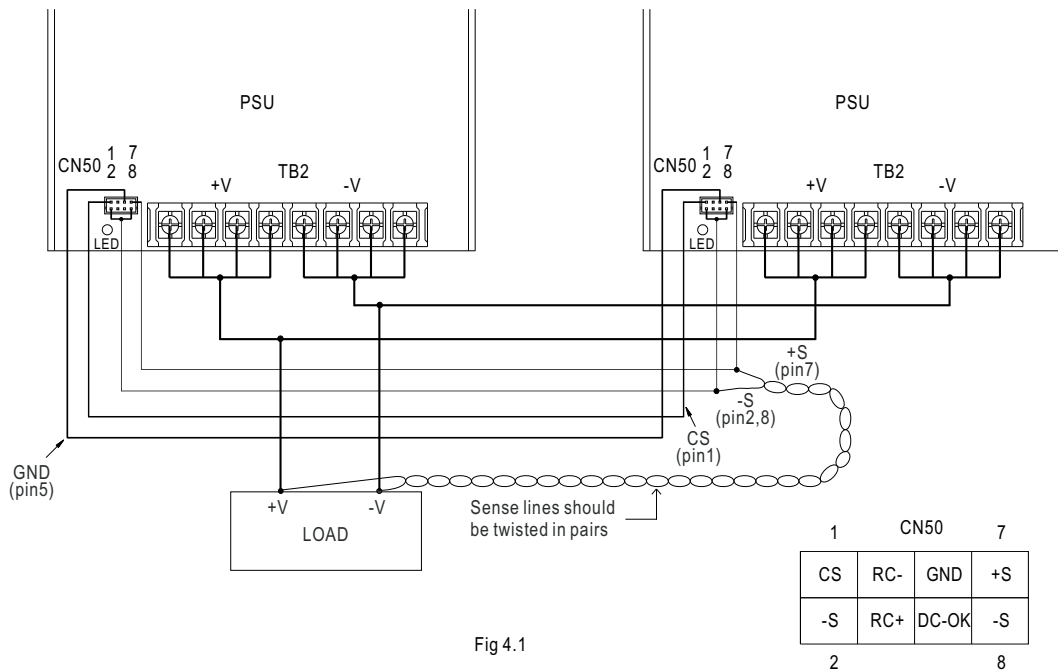 PSU
PSU
CN50
1 7
2 8
+V
TB2
-V
LED
CN50
1 7
2 8
+V
TB2
-V
LED
+S
(pin7)
-S
(pin2,8)
CS
(pin1)
GND
(pin5)
+V
-V
LOAD
Sense lines should
be twisted in pairs
1 CN50 7
CS RC- GND +S
-S RC+ DC-OK -S
2 8
Fig 4.1